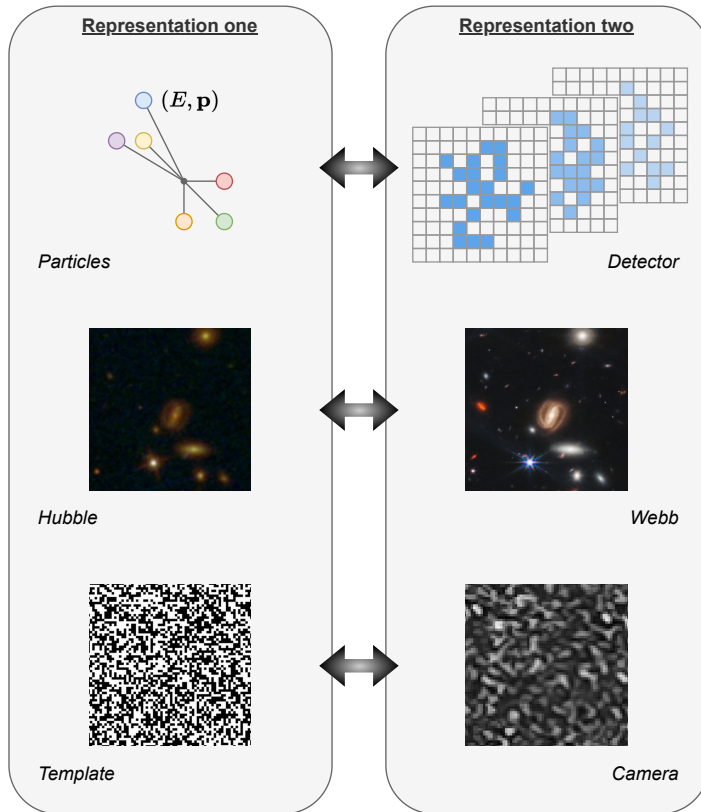 Representation one
Representation two
(E, p)
Particles
Detector
Hubble
Webb
Template
Camera